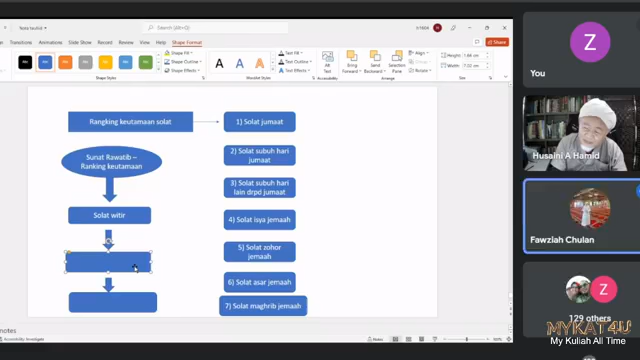 Transitions Animations Slide Show Record Review View Help Shape Format
Search
Share
Shape Fill
Shape Outline
Shape Effects
Text Fill
Text Outline
Text Effects
Alt Text
Bring Forward
Send Backward
Selection Pane
Align
Group
Rotate
Height:
Width:
Shape Styles
WordArt Styles
Accessibility
Arrange
Size
Rangking keutamaan solat
1) Solat jumaat
Sunat Rawatib –
Ranking keutamaan
2) Solat subuh hari
jumaat
3) Solat subuh hari
lain drpd jumaat
Solat witir
4) Solat isya jemaah
5) Solat zohor
jemaah
6) Solat asar jemaah
7) Solat maghrib jemaah
notes
Accessibility: Investigate
Notes
Z
You
Husaini A Hamid
Fawziah Chulan
Z
129 others
MYKAT4U
My Kuliah All Time